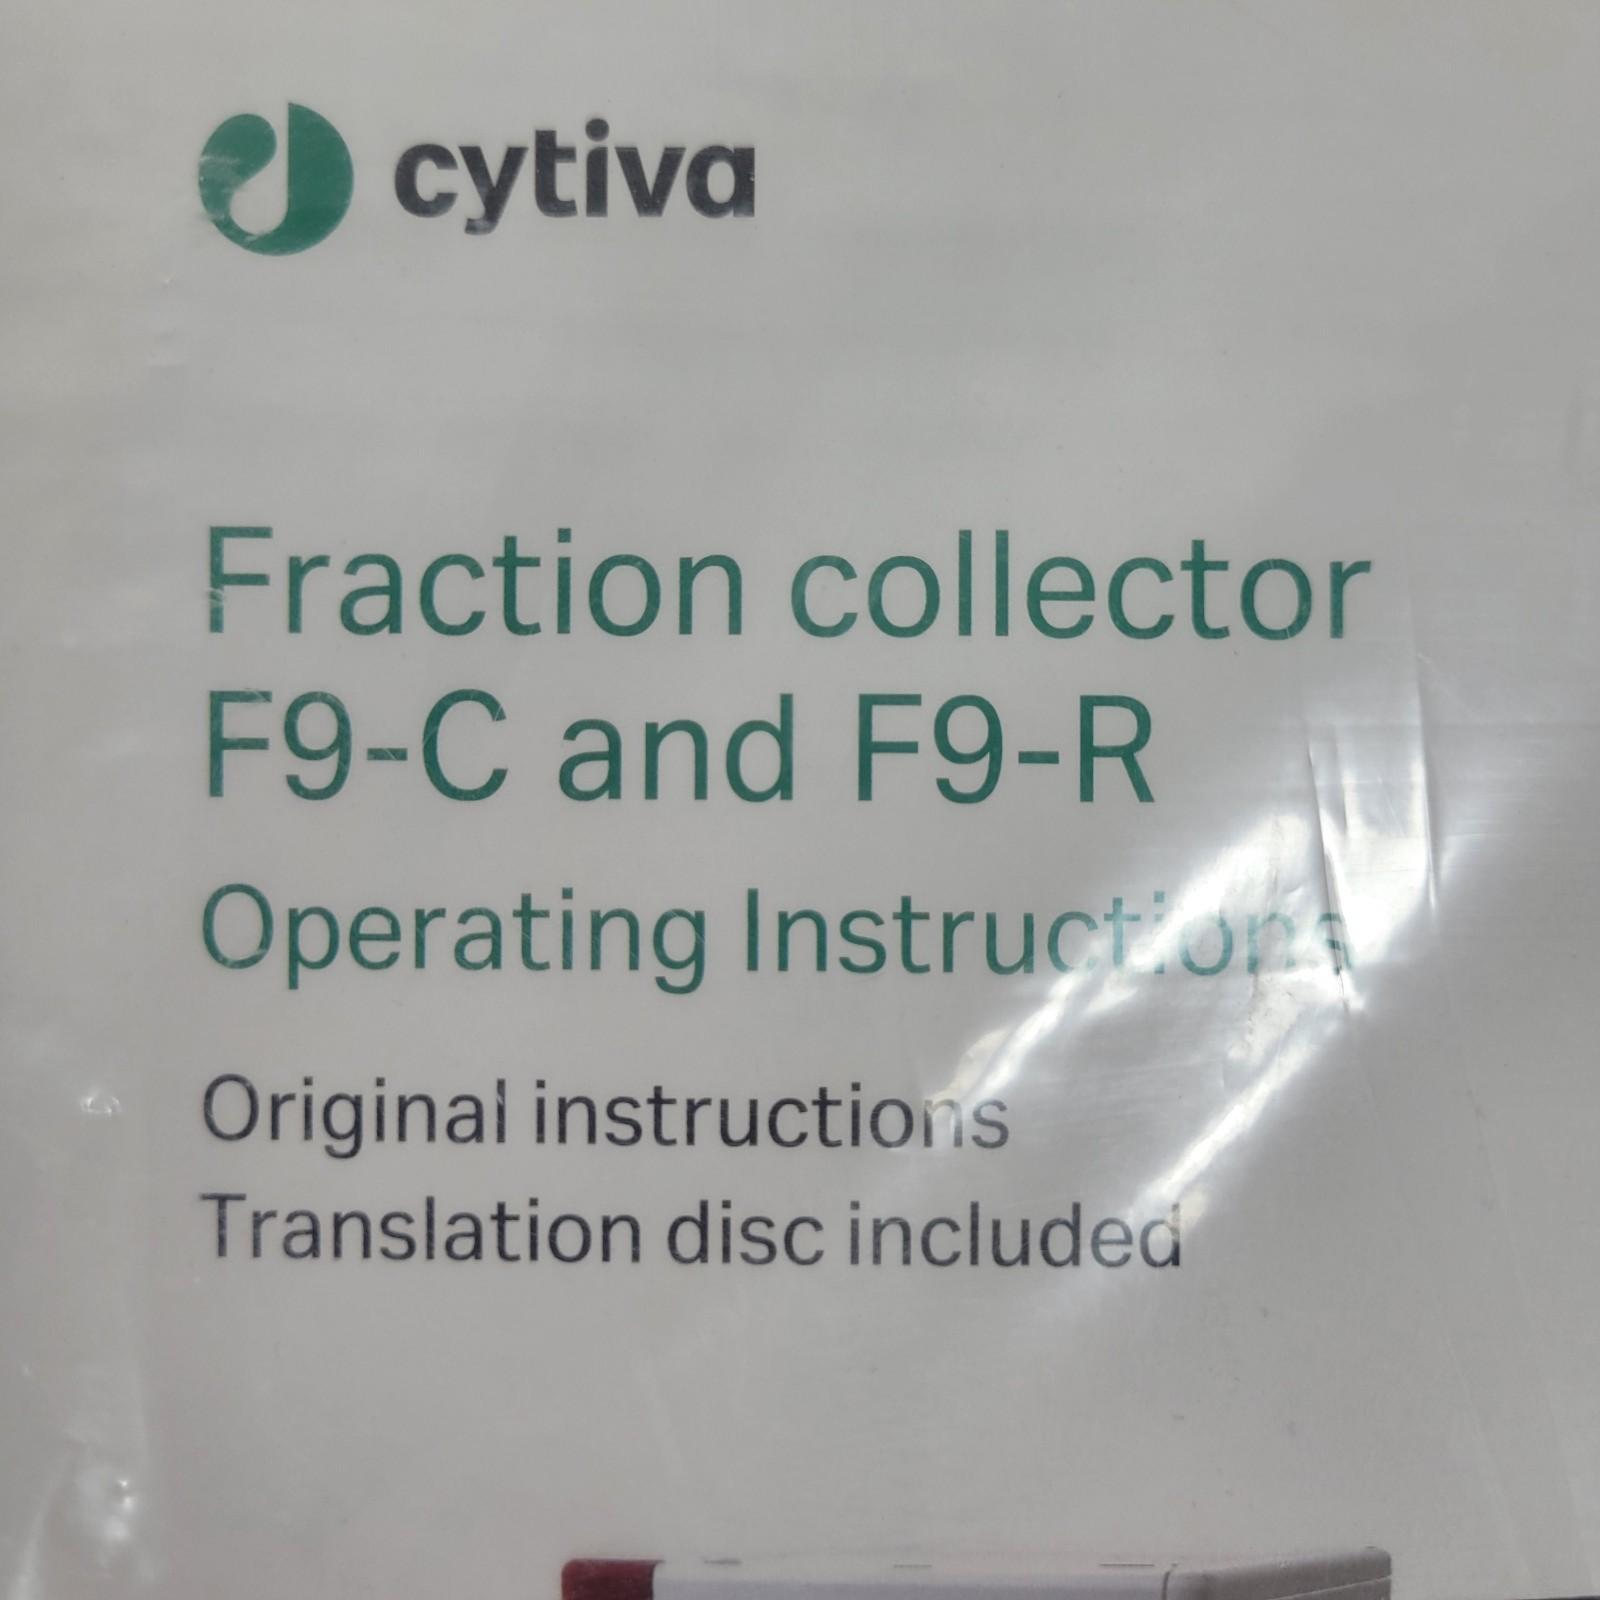 cytiva
Fraction collector
F9-C and F9-R
Operating Instructions
Original instructions
Translation disc included